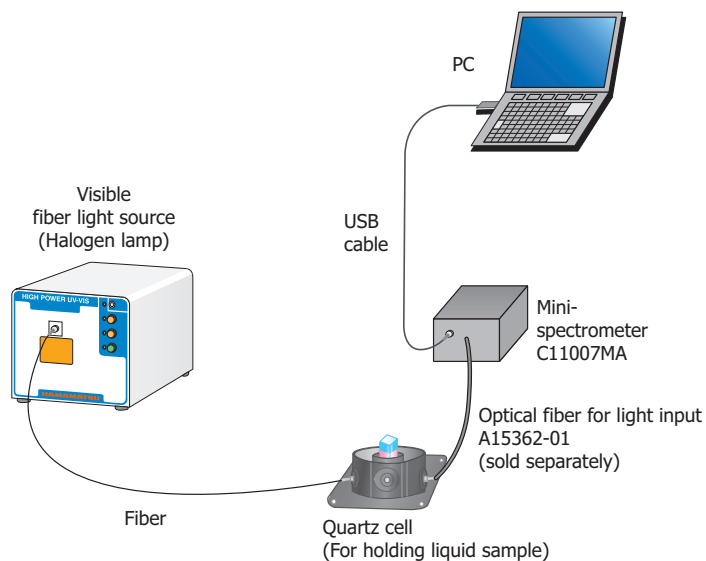 PC
Visible
fiber light source
(Halogen lamp)
USB
cable
HIGH POWER UV-VIS
HAMAMATSU
Mini-
spectrometer
C11007MA
Optical fiber for light input
A15362-01
(sold separately)
Fiber
Quartz cell
(For holding liquid sample)